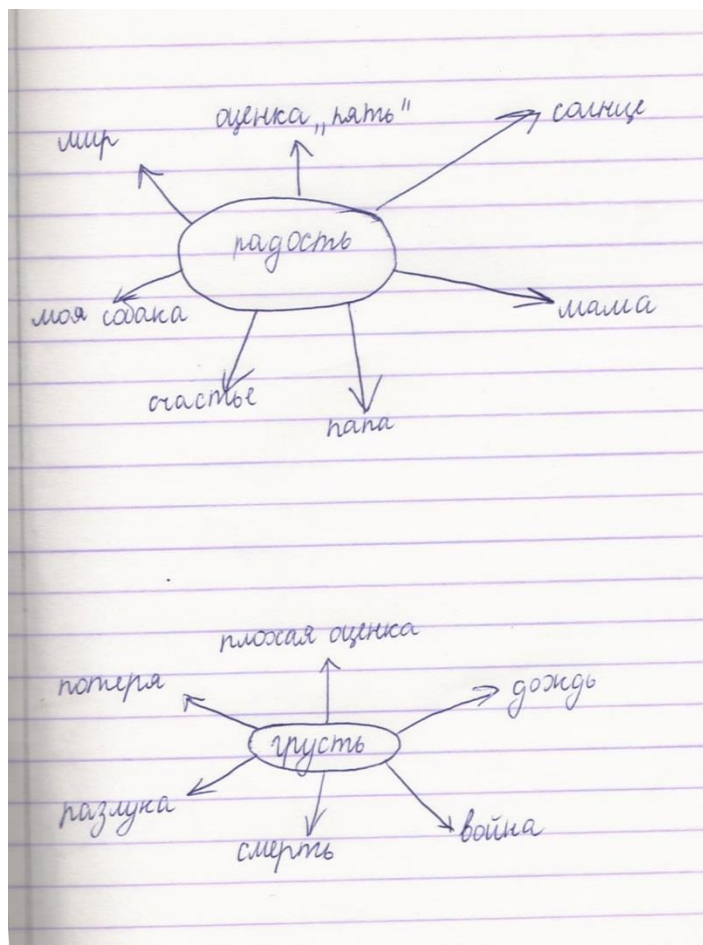 оценка „пять"
солнце
мир
радость
моя собака
мама
счастье
папа
плохая оценка
потеря
дождь
грусть
разлука
смерть
война